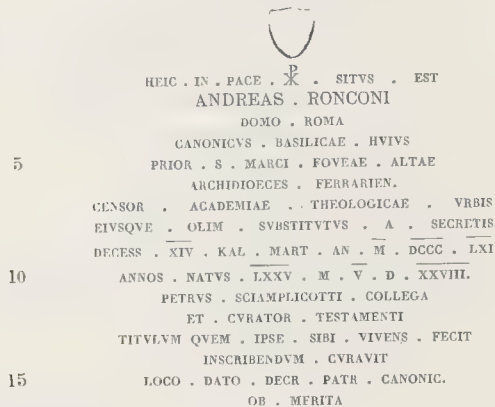 HEIC . IN . PACE . ☧ . SITVS . EST
ANDREAS . RONCONI
DOMO . ROMA
CANONICVS . BASILICAE . HVIVS
5 PRIOR . S . MARCI . FOVEAE . ALTAE
ARCHIDIOECES . FERRARIEN.
CENSOR . ACADEMIAE . THEOLOGICAE . VRBIS
EIVSQVE . OLIM . SVBSTITVTVS . A . SECRETIS
DECESS . XIV . KAL . MART . AN . M . DCCC . LXI
10 ANNOS . NATVS . LXXV . M . V . D . XXVIII.
PETRVS . SCIAMPLICOTTI . COLLEGA
ET . CVRATOR . TESTAMENTI
TITVLVM QVEM . IPSE . SIBI . VIVENS . FECIT
INSCRIBENDVM . CVRAVIT
15 LOCO . DATO . DECR . PATR . CANONIC.
OB . MERITA